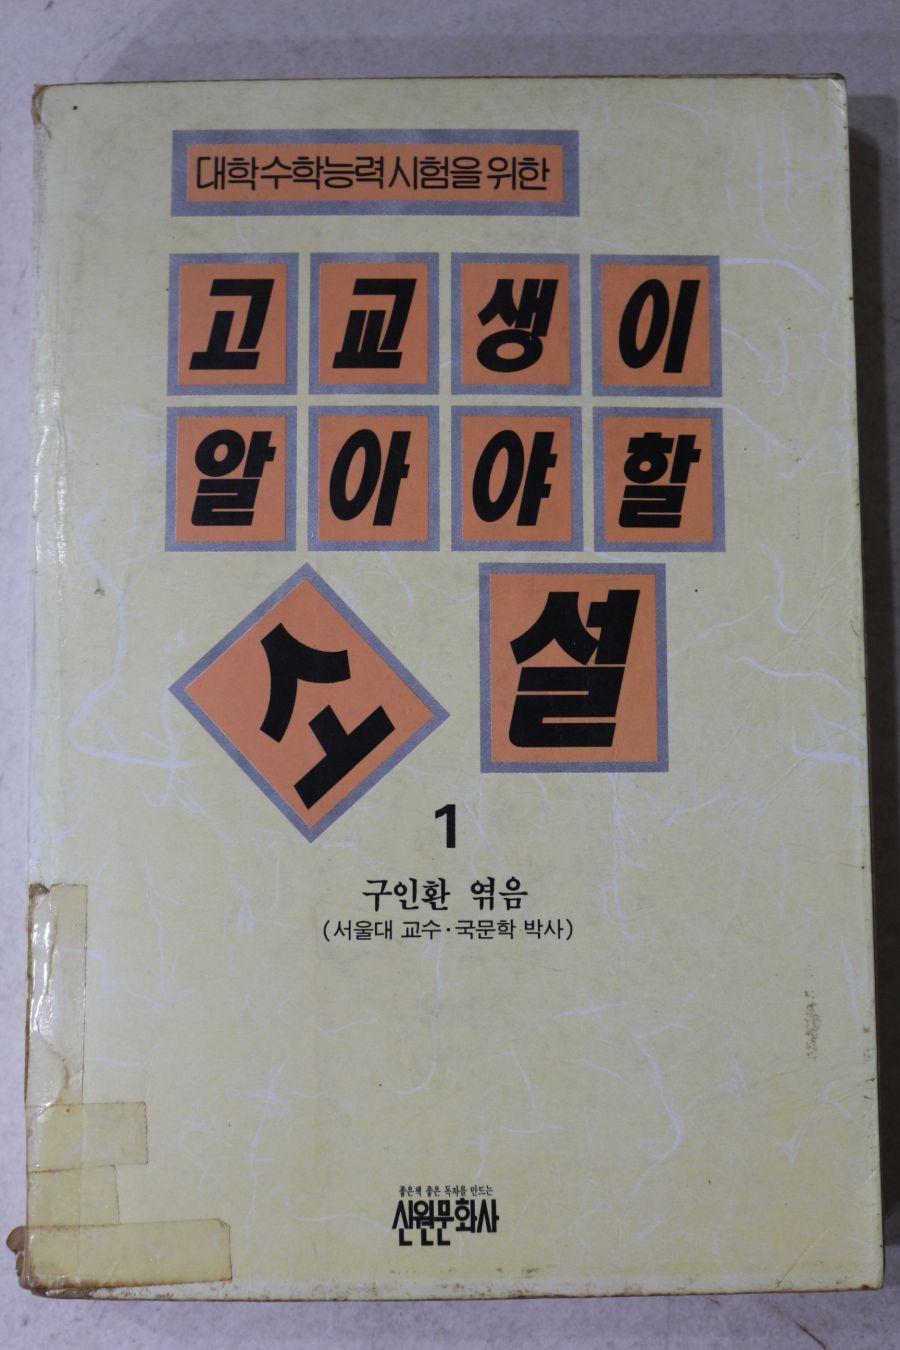 대학수학능력시험을위한
고교생이
알아야할
소설
1
구인환 엮음
(서울대 교수·국문학 박사)
좋은책 좋은 독자를 만드는
신원문화사